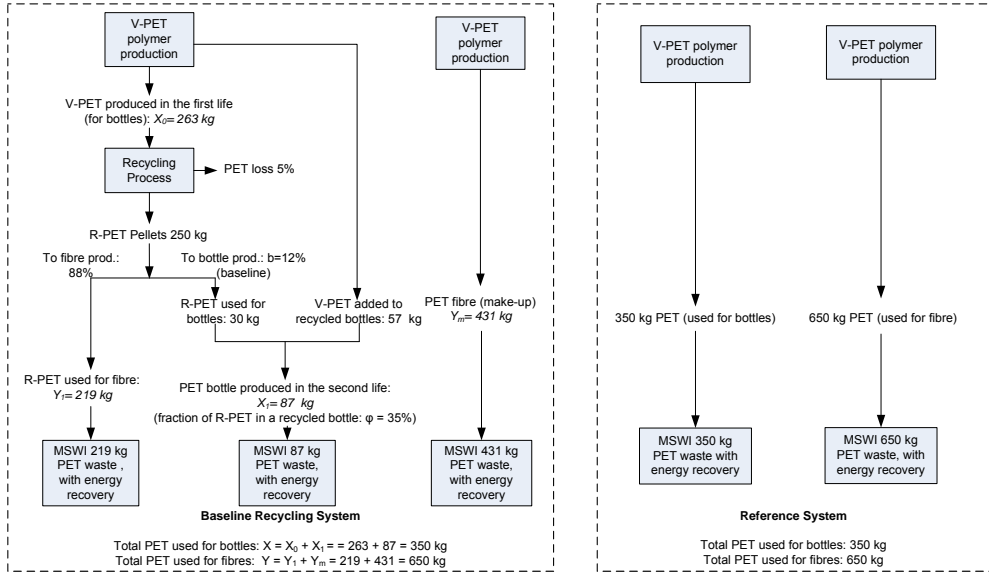 V-PET
polymer
production
V-PET produced in the first life
(for bottles): X₀= 263 kg
Recycling
Process
PET loss 5%
R-PET Pellets 250 kg
To fibre prod.:
88%
To bottle prod.: b=12%
(baseline)
R-PET used for
bottles: 30 kg
V-PET added to
recycled bottles: 57 kg
R-PET used for fibre:
Y₁= 219 kg
PET bottle produced in the second life:
X₁= 87 kg
(fraction of R-PET in a recycled bottle: φ = 35%)
MSWI 219 kg
PET waste ,
with energy
recovery
MSWI 87 kg
PET waste,
with energy
recovery
V-PET
polymer
production
PET fibre (make-up)
Yₘ= 431 kg
MSWI 431 kg
PET waste,
with energy
recovery
Baseline Recycling System
Total PET used for bottles: X = X₀ + X₁ = = 263 + 87 = 350 kg
Total PET used for fibres: Y = Y₁ + Yₘ = 219 + 431 = 650 kg
V-PET polymer
production
350 kg PET (used for bottles)
MSWI 350 kg
PET waste with
energy recovery
V-PET polymer
production
650 kg PET (used for fibre)
MSWI 650 kg
PET waste, with
energy recovery
Reference System
Total PET used for bottles: 350 kg
Total PET used for fibres: 650 kg